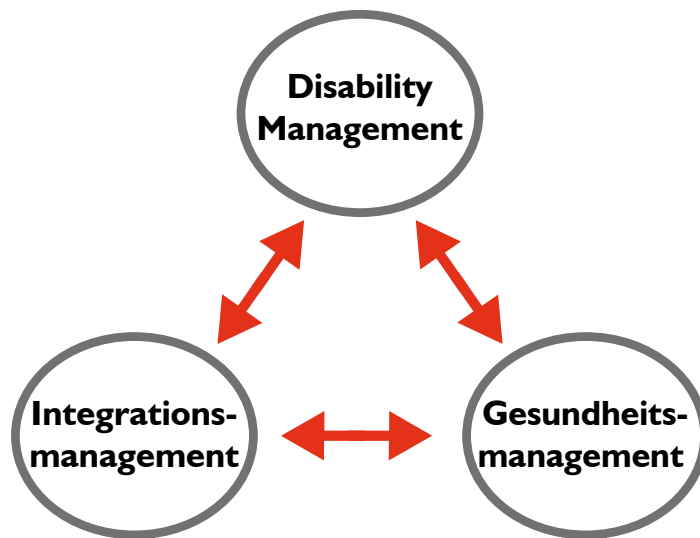 Disability
Management
Integrations-
management
Gesundheits-
management